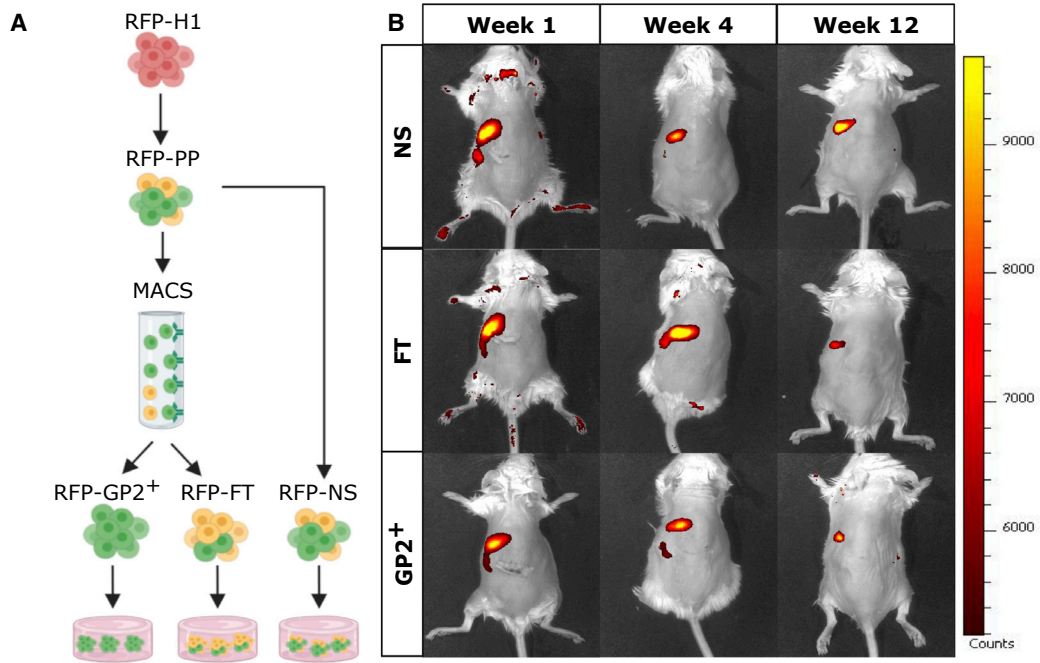 A
RFP-H1
RFP-PP
MACS
RFP-GP2+
RFP-FT
RFP-NS
B
Week 1
Week 4
Week 12
NS
FT
GP2+
9000
8000
7000
6000
Counts